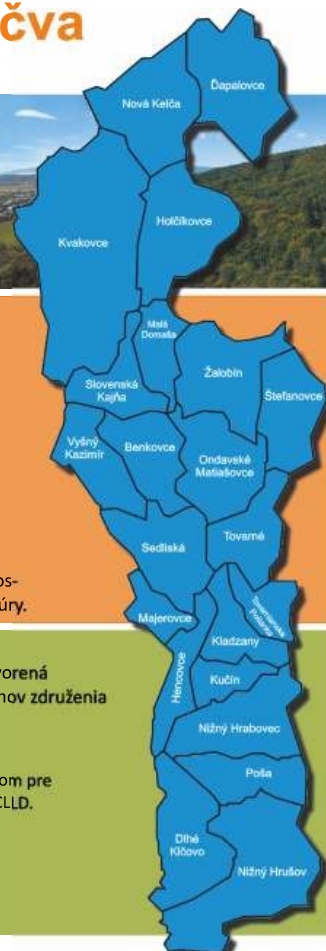 čva
Ďapalovce
Nová Kelča
Holčíkovce
Kvakovce
Malá
Domaša
Žalobín
Slovenská
Kajňa
Štefanovce
Vyšný
Kazimír
Benkovce
Ondavské
Matiašovce
Tovarné
Sedliská
os-
úry.
Tovarnianska
Polianka
Majerovce
Kladzany
vorená
nov združenia
Hencovce
Kučín
Nižný Hrabovec
om pre
CLLD.
Poša
Dlhé
Klčovo
Nižný Hrušov